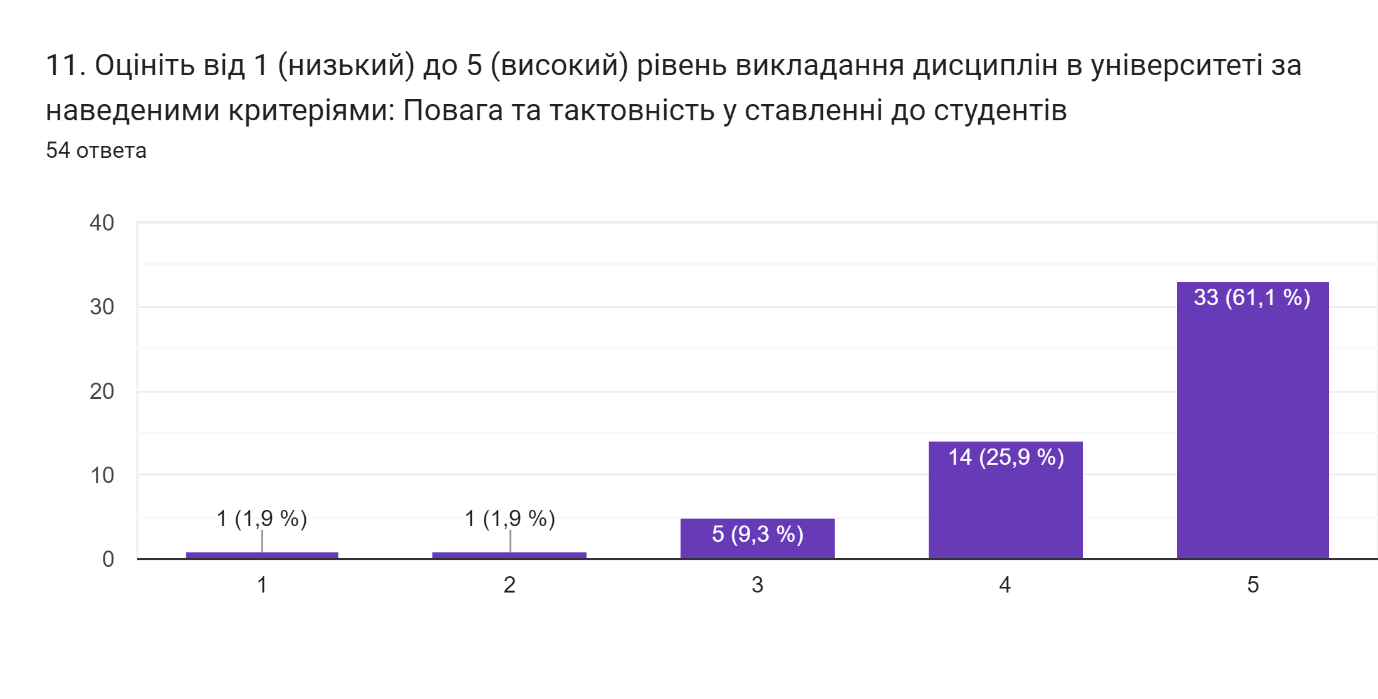 11. Оцініть від 1 (низький) до 5 (високий) рівень викладання дисциплін в університеті за
наведеними критеріями: Повага та тактовність у ставленні до студентів
54 ответа
40
30
20
10
0
1 (1,9 %)
1 (1,9 %)
5 (9,3 %)
14 (25,9 %)
33 (61,1 %)
1
2
3
4
5